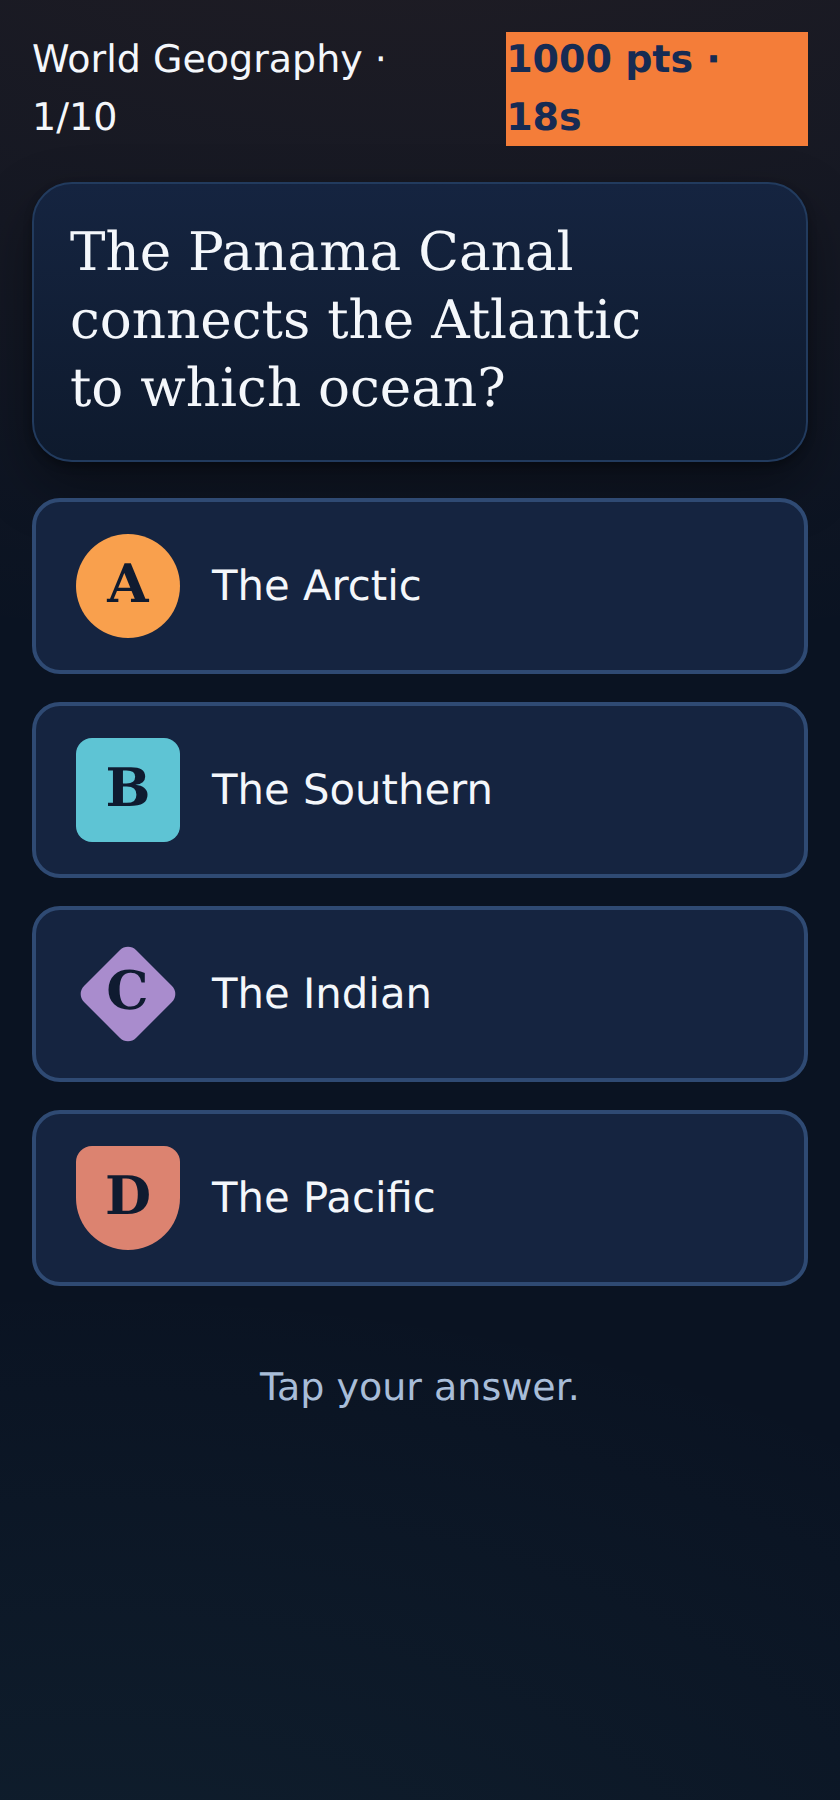 World Geography ·
1/10
1000 pts ·
18s
The Panama Canal
connects the Atlantic
to which ocean?
A The Arctic
B The Southern
C The Indian
D The Pacific
Tap your answer.